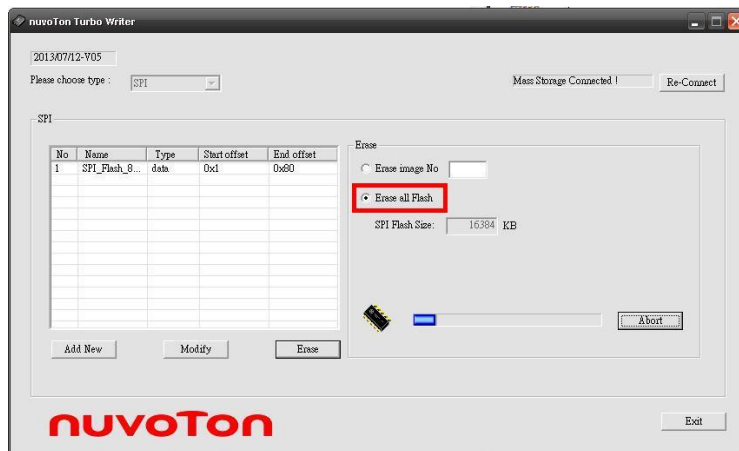 nuvoTon Turbo Writer
2013/07/12-V05
Please choose type : SPI
Mass Storage Connected ! Re-Connect
SPI
No Name Type Start offset End offset
1 SPI_Flash_8... data 0x1 0x80
Erase
Erase image No
Erase all Flash
SPI Flash Size: 16384 KB
Abort
Add New Modify Erase
nuvoTon
Exit